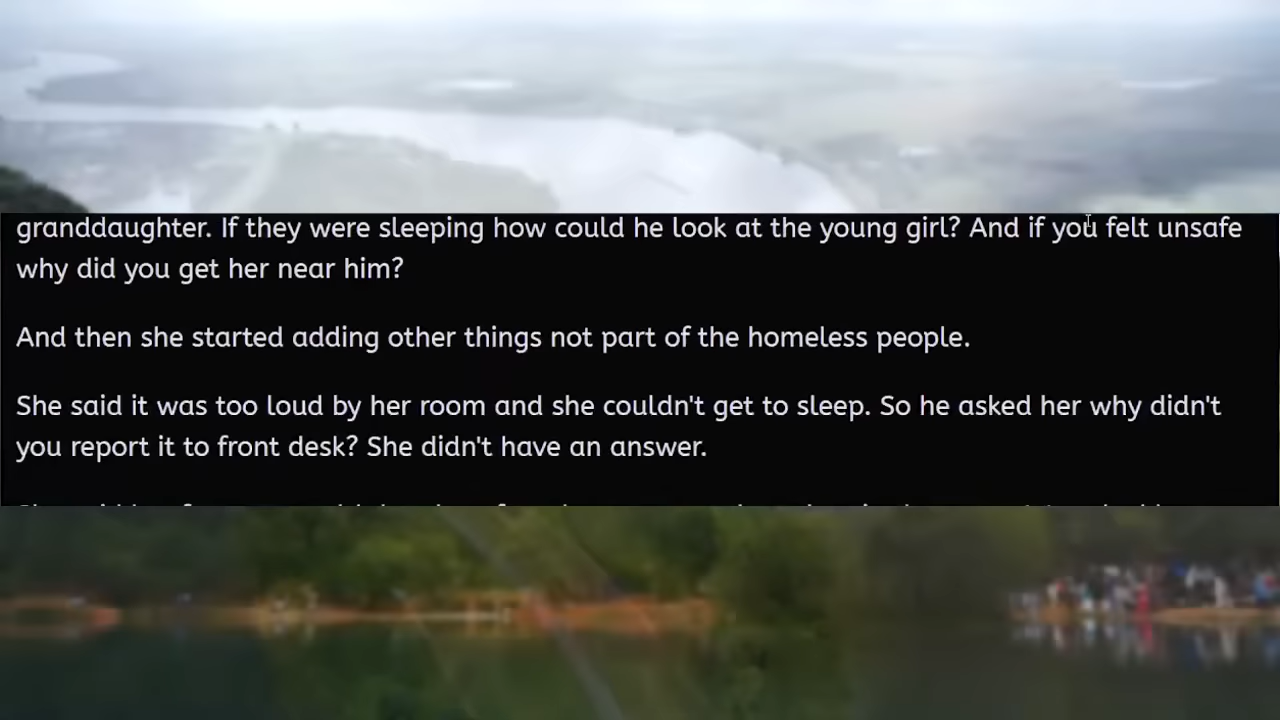 granddaughter. If they were sleeping how could he look at the young girl? And if you felt unsafe
why did you get her near him?
And then she started adding other things not part of the homeless people.
She said it was too loud by her room and she couldn't get to sleep. So he asked her why didn't
you report it to front desk? She didn't have an answer.